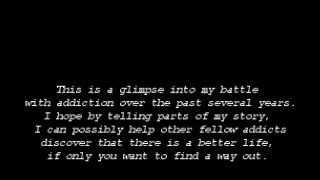 This is a glimpse into my battle
with addiction over the past several years.
I hope by telling parts of my story,
I can possibly help other fellow addicts
discover that there is a better life,
if only you want to find a way out.